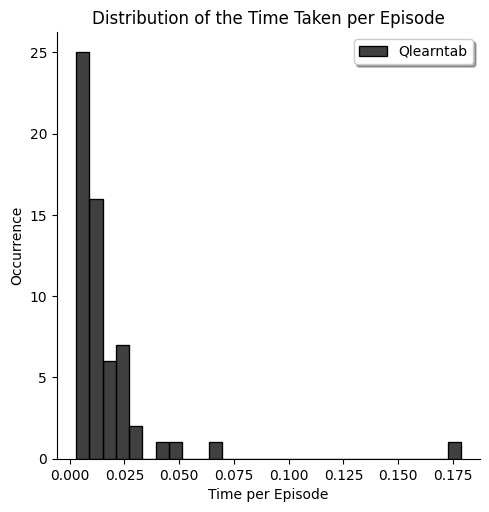 Distribution of the Time Taken per Episode
Qlearntab
25
20
15
10
5
0
Occurrence
0.000 0.025 0.050 0.075 0.100 0.125 0.150 0.175
Time per Episode